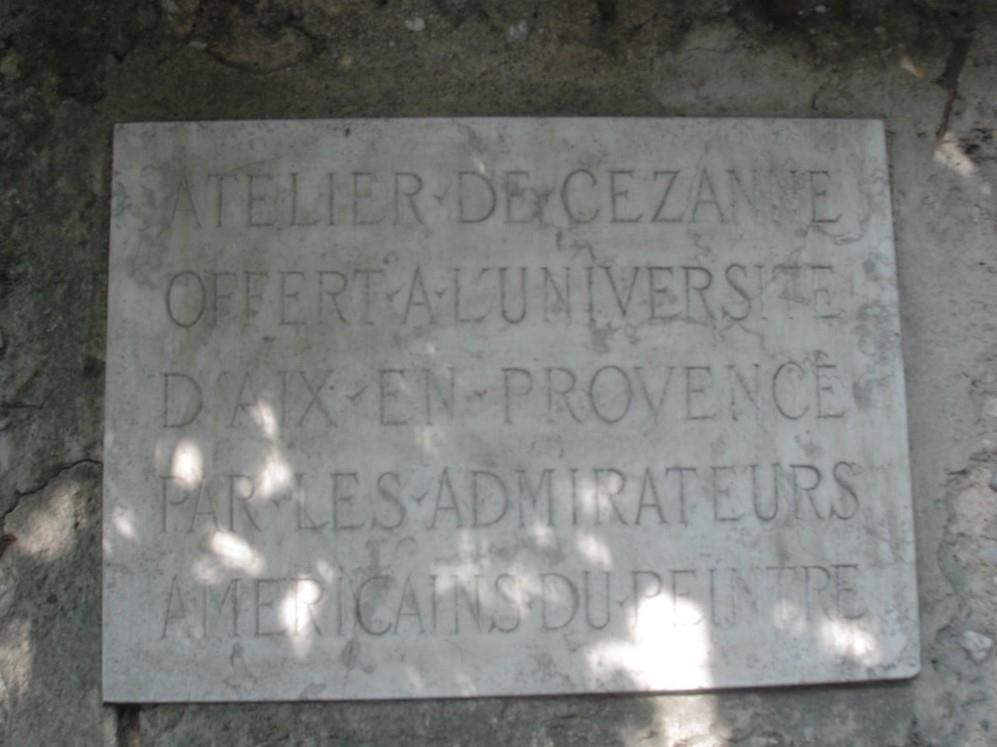 ATELIER·DE·CEZANNE
OFFERT·A·L'UNIVERSITE
D'AIX·EN·PROVENCE
PAR·LES·ADMIRATEURS
AMERICAINS·DU·PEINTRE